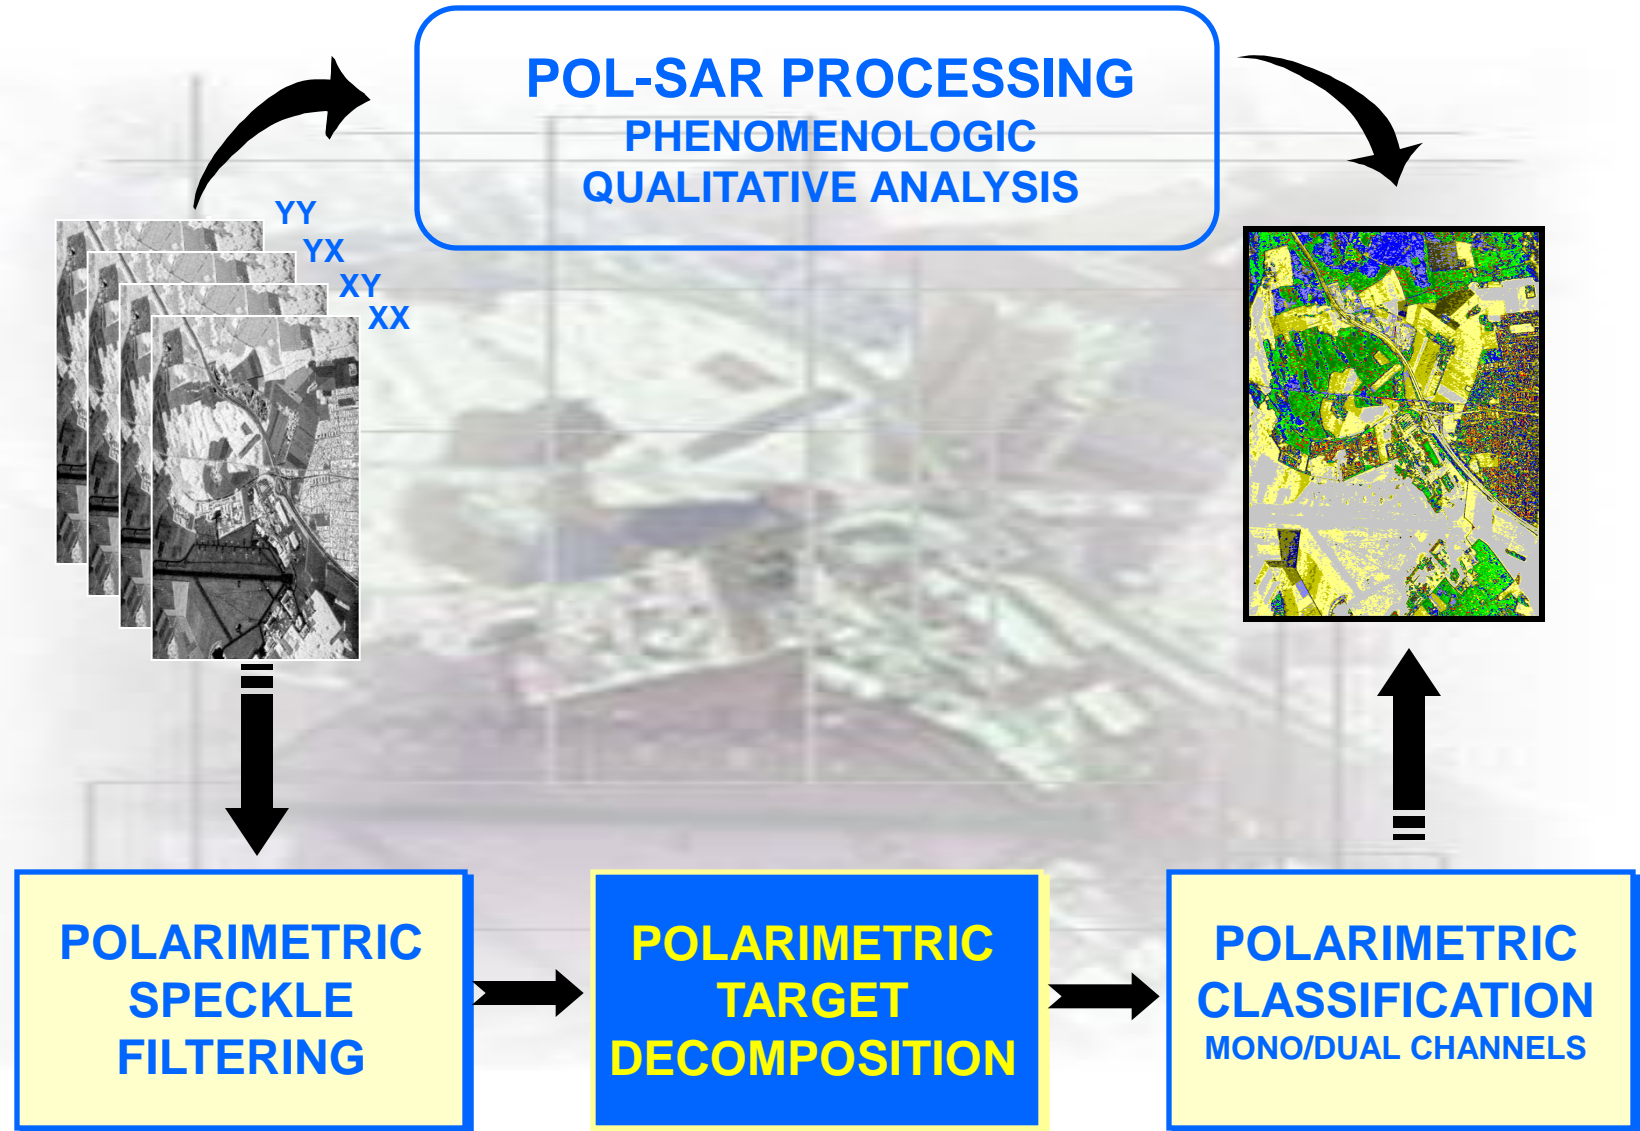 POL-SAR PROCESSING
PHENOMENOLOGIC
QUALITATIVE ANALYSIS
YY
YX
XY
XX
POLARIMETRIC
SPECKLE
FILTERING
POLARIMETRIC
TARGET
DECOMPOSITION
POLARIMETRIC
CLASSIFICATION
MONO/DUAL CHANNELS